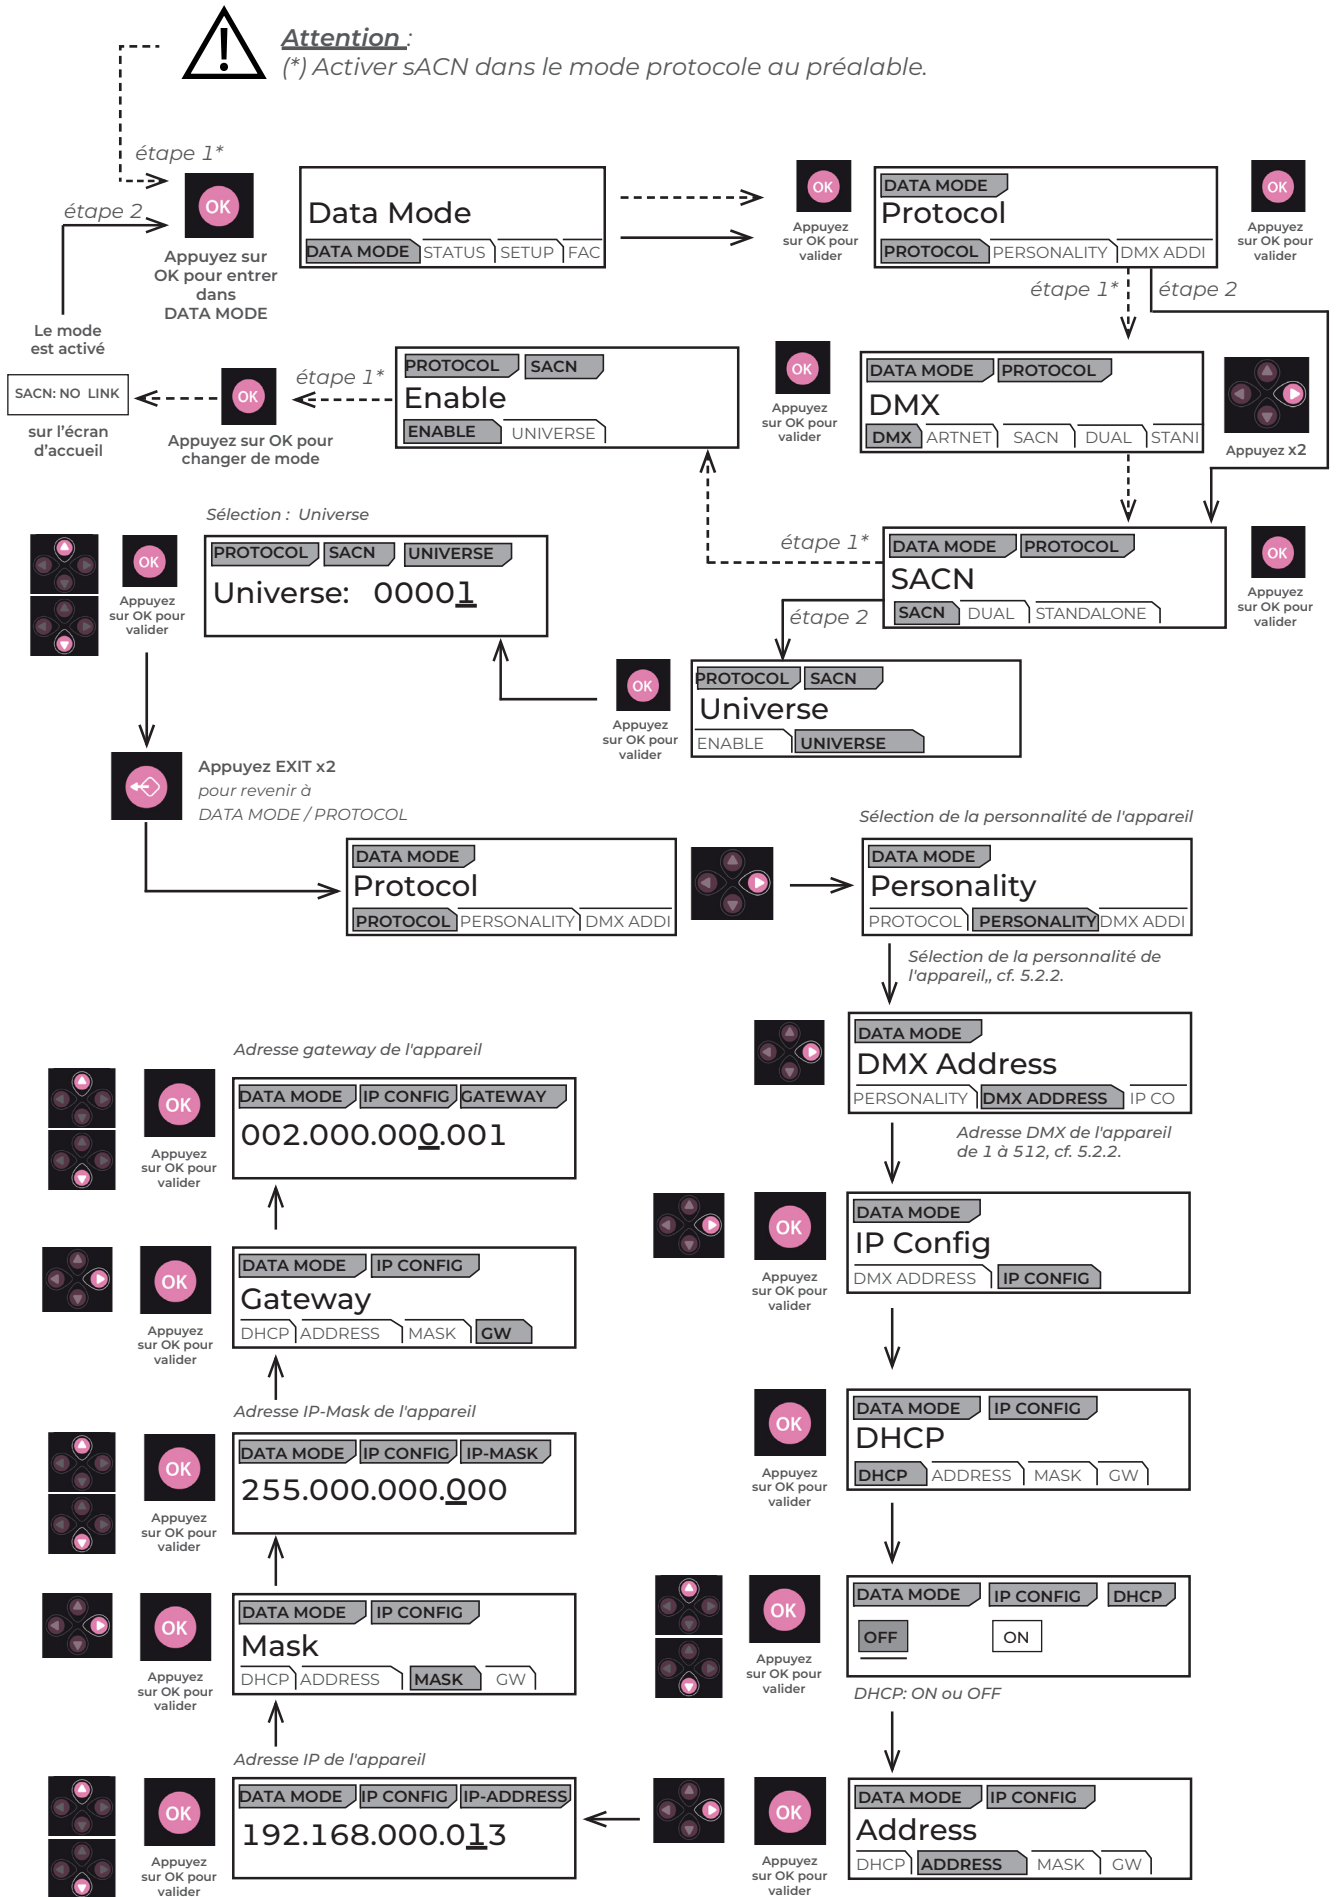 Attention :
(*) Activer sACN dans le mode protocole au préalable.
étape 1*
étape 2
OK
Appuyez sur
OK pour entrer
dans
DATA MODE
Data Mode
DATA MODE STATUS SETUP FAC
OK
Appuyez
sur OK pour
valider
DATA MODE
Protocol
PROTOCOL PERSONALITY DMX ADDI
OK
Appuyez
sur OK pour
valider
étape 1*
étape 2
Le mode
est activé
SACN: NO LINK
sur l'écran
d'accueil
OK
Appuyez sur OK pour
changer de mode
étape 1*
PROTOCOL SACN
Enable
ENABLE UNIVERSE
OK
Appuyez
sur OK pour
valider
DATA MODE PROTOCOL
DMX
DMX ARTNET SACN DUAL STANI
Appuyez x2
étape 1*
DATA MODE PROTOCOL
SACN
SACN DUAL STANDALONE
OK
Appuyez
sur OK pour
valider
étape 2
Sélection : Universe
OK
Appuyez
sur OK pour
valider
PROTOCOL SACN UNIVERSE
Universe: 00001
OK
Appuyez
sur OK pour
valider
PROTOCOL SACN
Universe
ENABLE UNIVERSE
Appuyez EXIT x2
pour revenir à
DATA MODE / PROTOCOL
DATA MODE
Protocol
PROTOCOL PERSONALITY DMX ADDI
Sélection de la personnalité de l'appareil
DATA MODE
Personality
PROTOCOL PERSONALITY DMX ADDI
Sélection de la personnalité de
l'appareil,, cf. 5.2.2.
DATA MODE
DMX Address
PERSONALITY DMX ADDRESS IP CO
Adresse DMX de l'appareil
de 1 à 512, cf. 5.2.2.
OK
Appuyez
sur OK pour
valider
DATA MODE
IP Config
DMX ADDRESS IP CONFIG
OK
Appuyez
sur OK pour
valider
DATA MODE IP CONFIG
DHCP
DHCP ADDRESS MASK GW
OK
Appuyez
sur OK pour
valider
DATA MODE IP CONFIG DHCP
OFF ON
DHCP: ON ou OFF
OK
Appuyez
sur OK pour
valider
DATA MODE IP CONFIG
Address
DHCP ADDRESS MASK GW
Adresse IP de l'appareil
OK
Appuyez
sur OK pour
valider
DATA MODE IP CONFIG IP-ADDRESS
192.168.000.013
OK
Appuyez
sur OK pour
valider
DATA MODE IP CONFIG
Mask
DHCP ADDRESS MASK GW
Adresse IP-Mask de l'appareil
OK
Appuyez
sur OK pour
valider
DATA MODE IP CONFIG IP-MASK
255.000.000.000
OK
Appuyez
sur OK pour
valider
DATA MODE IP CONFIG
Gateway
DHCP ADDRESS MASK GW
Adresse gateway de l'appareil
OK
Appuyez
sur OK pour
valider
DATA MODE IP CONFIG GATEWAY
002.000.000.001